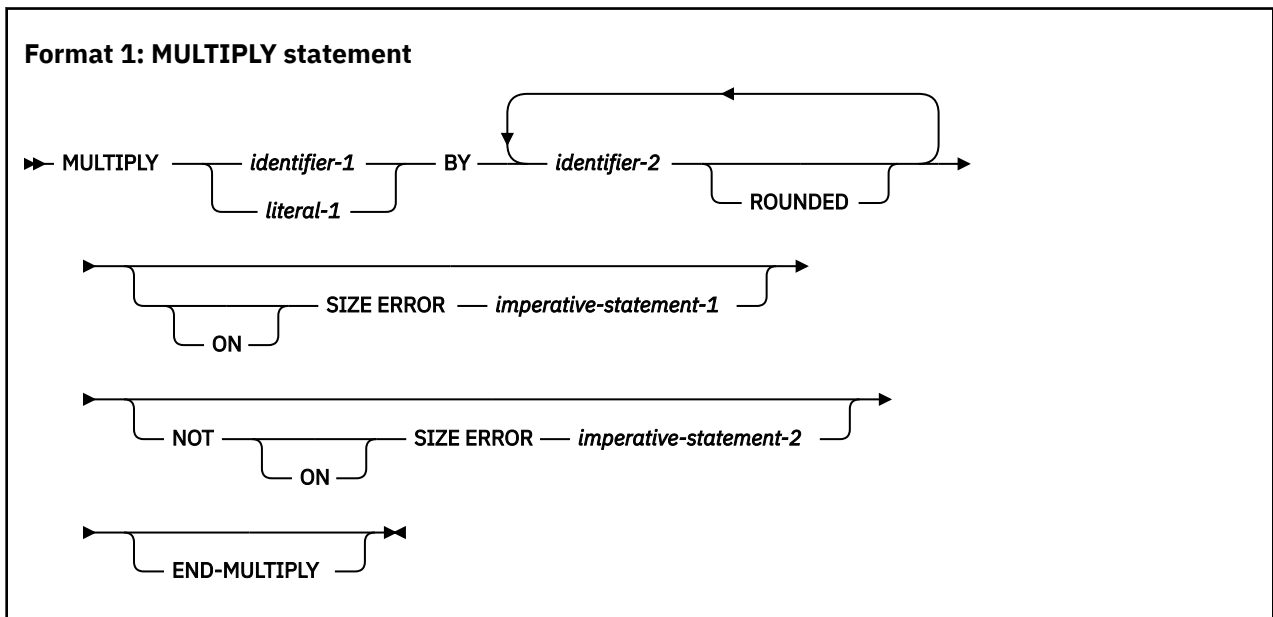 Format 1: MULTIPLY statement
MULTIPLY identifier-1 BY identifier-2
literal-1 ROUNDED
SIZE ERROR imperative-statement-1
ON
NOT SIZE ERROR imperative-statement-2
ON
END-MULTIPLY